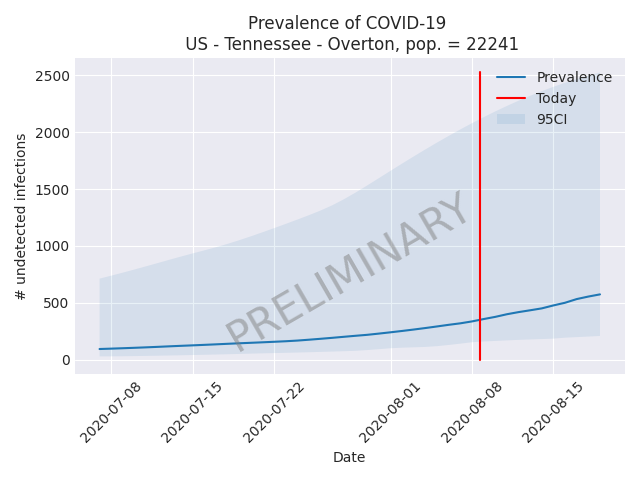 Prevalence of COVID-19
US - Tennessee - Overton, pop. = 22241
2500
2000
1500
1000
500
0
# undetected infections
Prevalence
Today
95CI
PRELIMINARY
2020-07-08
2020-07-15
2020-07-22
2020-08-01
2020-08-08
2020-08-15
Date